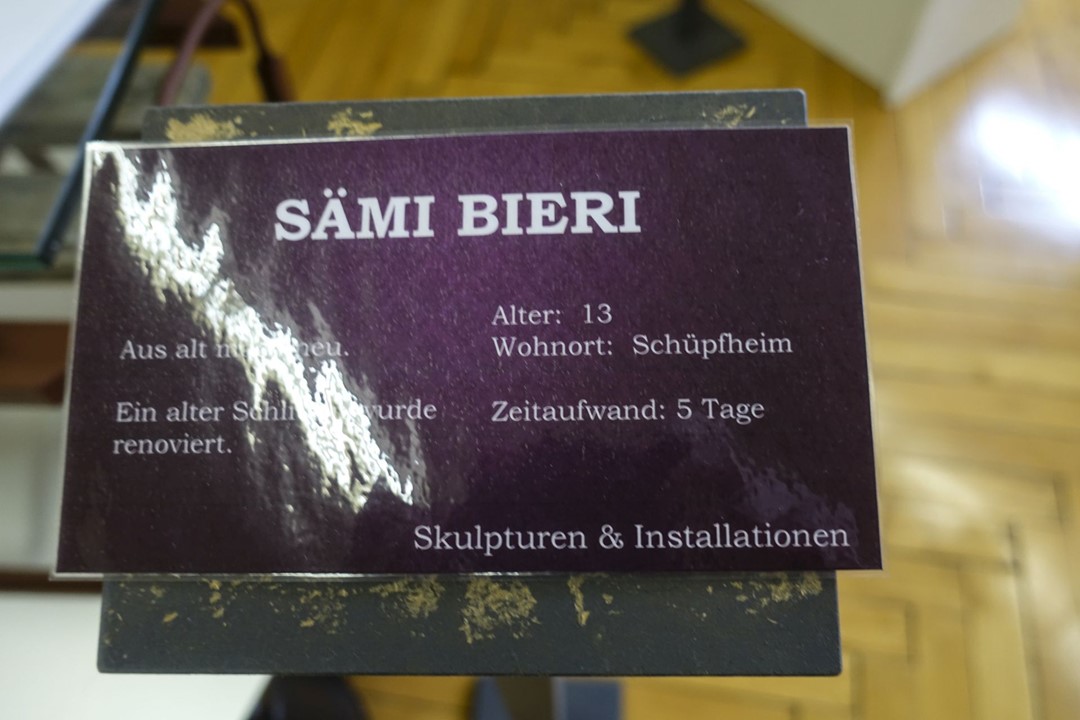 SÄMI BIERI
Aus alt neu.
Ein alter wurde
renoviert.
Alter: 13
Wohnort: Schüpfheim
Zeitaufwand: 5 Tage
Skulpturen & Installationen